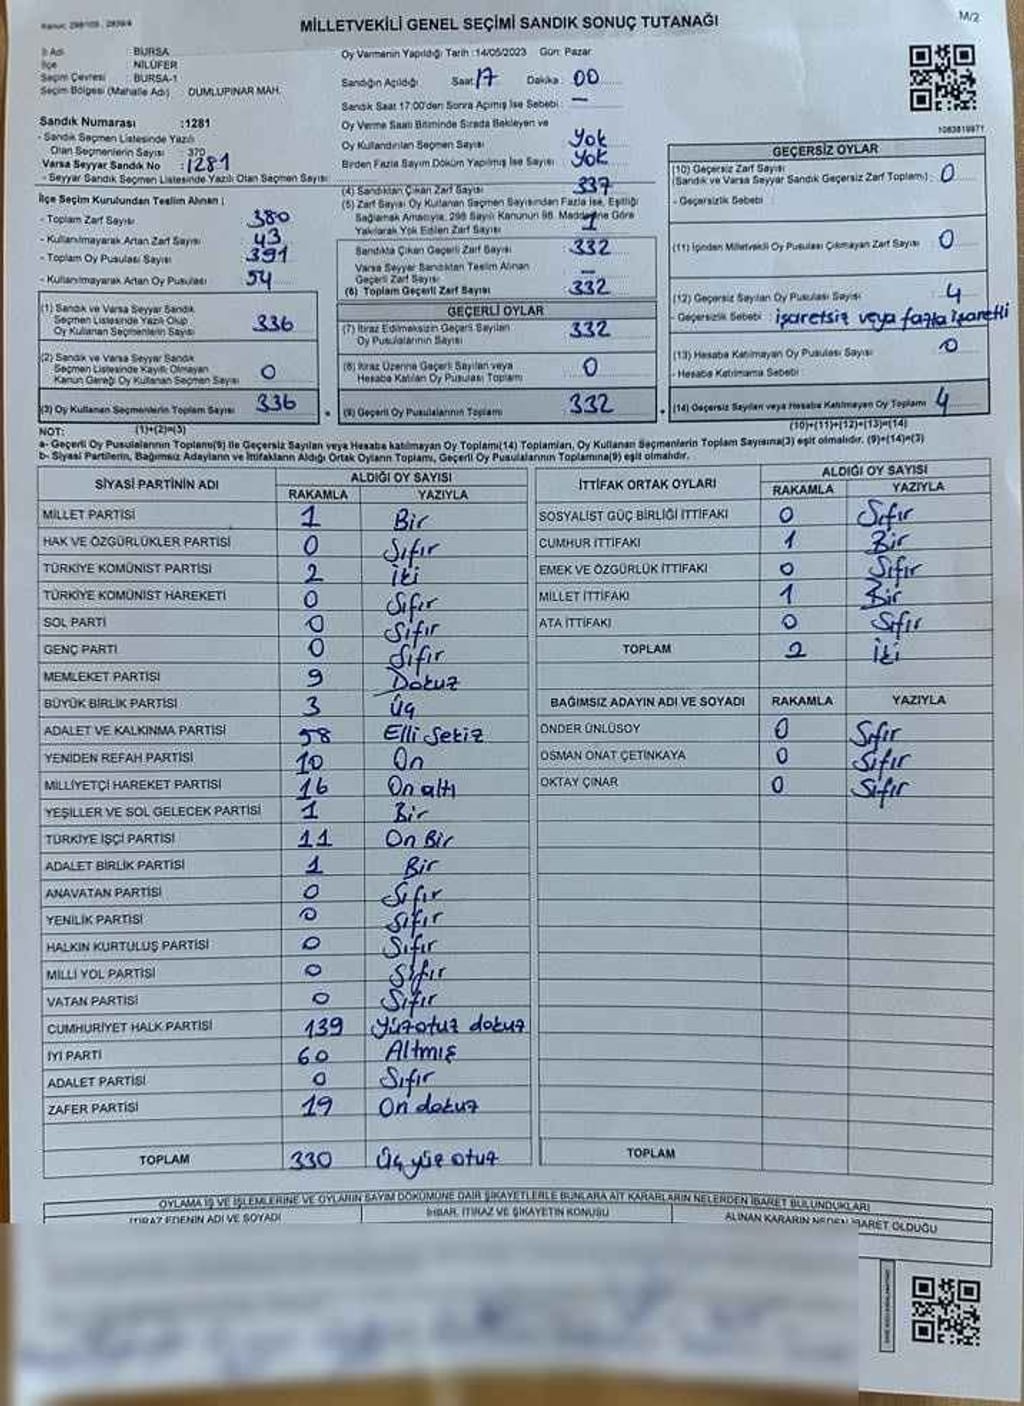 MİLLETVEKİLİ GENEL SEÇİMİ SANDIK SONUÇ TUTANAĞI
M/2
İl Adı : BURSA
İlçe : NİLÜFER
Seçim Çevresi : BURSA-1
Seçim Bölgesi (Mahalle Adı) : DUMLUPINAR MAH.
Sandık Numarası :1281
- Sandık Seçmen Listesinde Yazılı
Olan Seçmenlerin Sayısı : 370
Varsa Seyyar Sandık No : 1281
- Seyyar Sandık Seçmen Listesinde Yazılı Olan Seçmen Sayısı:
İlçe Seçim Kurulundan Teslim Alınan ;
- Toplam Zarf Sayısı : 380
- Kullanılmayarak Artan Zarf Sayısı : 43
- Toplam Oy Pusulası Sayısı : 391
- Kullanılmayarak Artan Oy Pusulası : 54
(1) Sandık ve Varsa Seyyar Sandık
Seçmen Listesinde Yazılı Olup
Oy Kullanan Seçmenlerin Sayısı : 336
(2) Sandık ve Varsa Seyyar Sandık
Seçmen Listesinde Kayıtlı Olmayan
Kanun Gereği Oy Kullanan Seçmen Sayısı : 0
(3) Oy Kullanan Seçmenlerin Toplam Sayısı : 336
(1)+(2)=(3)
Oy Vermenin Yapıldığı Tarih :14/05/2023 Gün: Pazar
Sandığın Açıldığı Saat: 17 Dakika : 00
Sandık Saat 17:00'den Sonra Açılmış İse Sebebi : —
Oy Verme Saati Bitiminde Sırada Bekleyen ve
Oy Kullandırılan Seçmen Sayısı : Yok
Birden Fazla Sayım Döküm Yapılmış İse Sayısı : Yok
(4) Sandıktan Çıkan Zarf Sayısı : 337
(5) Zarf Sayısı Oy Kullanan Seçmen Sayısından Fazla İse, Eşitliği
Sağlamak Amacıyla, 298 Sayılı Kanunun 98. Maddesine Göre
Yakılarak Yok Edilen Zarf Sayısı : 1
Sandıkta Çıkan Geçerli Zarf Sayısı : 332
Varsa Seyyar Sandıktan Teslim Alınan
Geçerli Zarf Sayısı : —
(6) Toplam Geçerli Zarf Sayısı : 332
GEÇERLİ OYLAR
(7) İtiraz Edilmeksizin Geçerli Sayılan
Oy Pusulalarının Sayısı : 332
(8) İtiraz Üzerine Geçerli Sayılan veya
Hesaba Katılan Oy Pusulası Toplamı : 0
(9) Geçerli Oy Pusulalarının Toplamı : 332
1083819971
GEÇERSİZ OYLAR
(10) Geçersiz Zarf Sayısı
(Sandık ve Varsa Seyyar Sandık Geçersiz Zarf Toplamı) : 0
- Geçersizlik Sebebi :
(11) İçinden Milletvekili Oy Pusulası Çıkmayan Zarf Sayısı : 0
(12) Geçersiz Sayılan Oy Pusulası Sayısı : 4
- Geçersizlik Sebebi : işaretsiz veya fazla işaretli
(13) Hesaba Katılmayan Oy Pusulası Sayısı : 0
- Hesaba Katılmama Sebebi :
(14) Geçersiz Sayılan veya Hesaba Katılmayan Oy Toplamı : 4
(10)+(11)+(12)+(13)=(14)
NOT:
a- Geçerli Oy Pusulalarının Toplamı(9) ile Geçersiz Sayılan veya Hesaba katılmayan Oy Toplamı(14) Toplamları, Oy Kullanan Seçmenlerin Toplam Sayısına(3) eşit olmalıdır. (9)+(14)=(3)
b- Siyasi Partilerin, Bağımsız Adayların ve İttifakların Aldığı Ortak Oyların Toplamı, Geçerli Oy Pusulalarının Toplamına(9) eşit olmalıdır.
SİYASİ PARTİNİN ADI ALDIĞI OY SAYISI
RAKAMLA YAZIYLA
MİLLET PARTİSİ 1 Bir
HAK VE ÖZGÜRLÜKLER PARTİSİ 0 Sıfır
TÜRKİYE KOMÜNİST PARTİSİ 2 İki
TÜRKİYE KOMÜNİST HAREKETİ 0 Sıfır
SOL PARTİ 0 Sıfır
GENÇ PARTİ 0 Sıfır
MEMLEKET PARTİSİ 9 Dokuz
BÜYÜK BİRLİK PARTİSİ 3 Üç
ADALET VE KALKINMA PARTİSİ 58 Elli Sekiz
YENİDEN REFAH PARTİSİ 10 On
MİLLİYETÇİ HAREKET PARTİSİ 16 On altı
YEŞİLLER VE SOL GELECEK PARTİSİ 1 Bir
TÜRKİYE İŞÇİ PARTİSİ 11 On Bir
ADALET BİRLİK PARTİSİ 1 Bir
ANAVATAN PARTİSİ 0 Sıfır
YENİLİK PARTİSİ 0 Sıfır
HALKIN KURTULUŞ PARTİSİ 0 Sıfır
MİLLİ YOL PARTİSİ 0 Sıfır
VATAN PARTİSİ 0 Sıfır
CUMHURİYET HALK PARTİSİ 139 Yüzotuz dokuz
İYİ PARTİ 60 Altmış
ADALET PARTİSİ 0 Sıfır
ZAFER PARTİSİ 19 On dokuz
TOPLAM 330 Üç yüz otuz
İTTİFAK ORTAK OYLARI ALDIĞI OY SAYISI
RAKAMLA YAZIYLA
SOSYALİST GÜÇ BİRLİĞİ İTTİFAKI 0 Sıfır
CUMHUR İTTİFAKI 1 Bir
EMEK VE ÖZGÜRLÜK İTTİFAKI 0 Sıfır
MİLLET İTTİFAKI 1 Bir
ATA İTTİFAKI 0 Sıfır
TOPLAM 2 İki
BAĞIMSIZ ADAYIN ADI VE SOYADI RAKAMLA YAZIYLA
ÖNDER ÜNLÜSOY 0 Sıfır
OSMAN ONAT ÇETİNKAYA 0 Sıfır
OKTAY ÇINAR 0 Sıfır
TOPLAM
OYLAMA İŞ VE İŞLEMLERİNE VE OYLARIN SAYIM DÖKÜMÜNE DAİR ŞİKAYETLERLE BUNLARA AİT KARARLARIN NELERDEN İBARET BULUNDUKLARI
İTİRAZ EDENİN ADI VE SOYADI İHBAR, İTİRAZ VE ŞİKAYETİN KONUSU ALINAN KARARIN NEDEN İBARET OLDUĞU